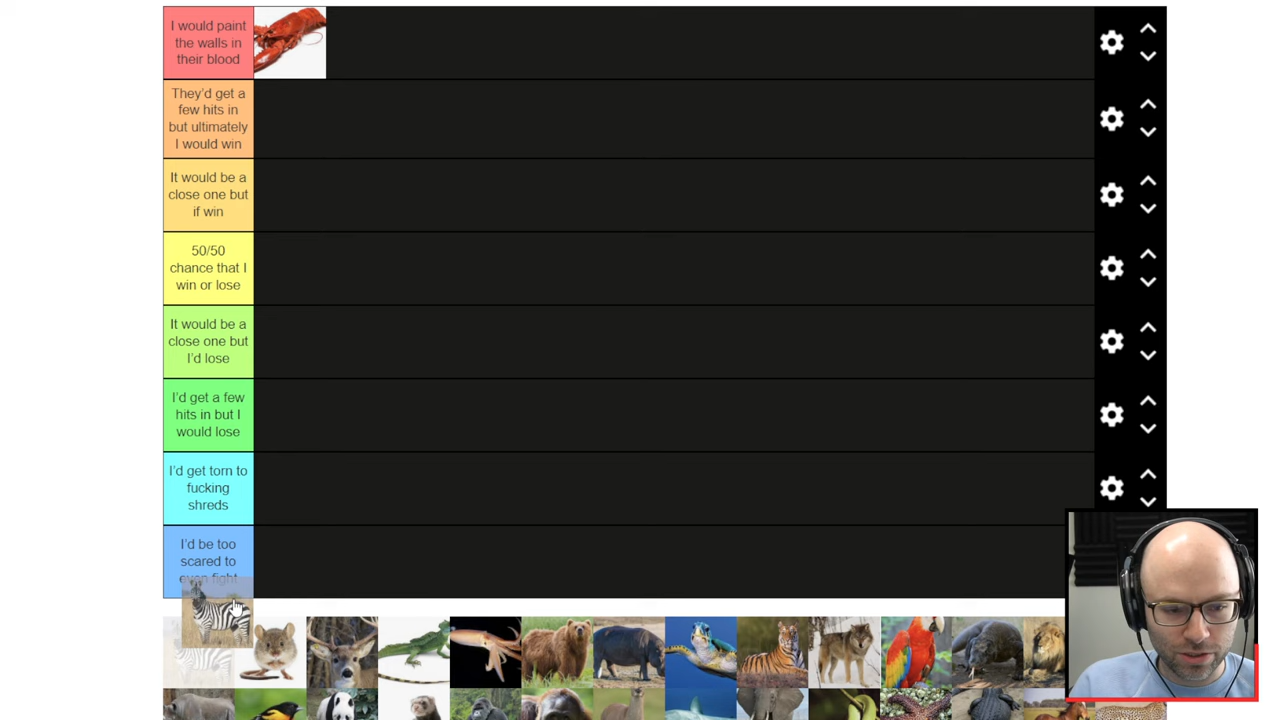 I would paint
the walls in
their blood
They'd get a
few hits in
but ultimately
I would win
It would be a
close one but
if win
50/50
chance that I
win or lose
It would be a
close one but
I'd lose
I'd get a few
hits in but I
would lose
I'd get torn to
fucking
shreds
I'd be too
scared to
even fight